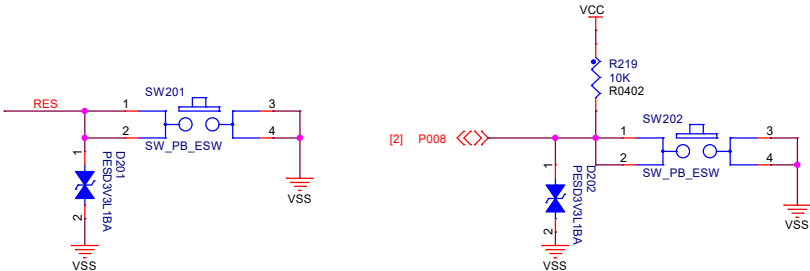 RES
SW201
1
2
3
4
SW_PB_ESW
1
D201
PESD3V3L1BA
2
VSS
VSS
VCC
R219
10K
R0402
[2] P008
SW202
1
2
3
4
SW_PB_ESW
1
D202
PESD3V3L1BA
2
VSS
VSS